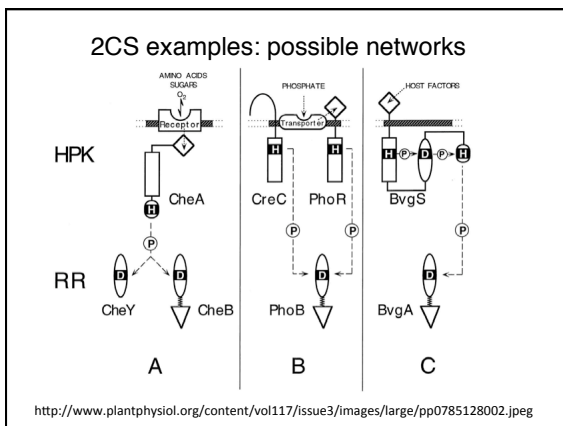 2CS examples: possible networks
AMINO ACIDS
SUGARS
O2
Receptor
HPK
H
CheA
P
RR
D
D
CheY
CheB
A
PHOSPHATE
Transporter
H
H
CreC
PhoR
P
P
D
PhoB
B
HOST FACTORS
H
P
D
P
H
BvgS
P
D
BvgA
C
http://www.plantphysiol.org/content/vol117/issue3/images/large/pp0785128002.jpeg